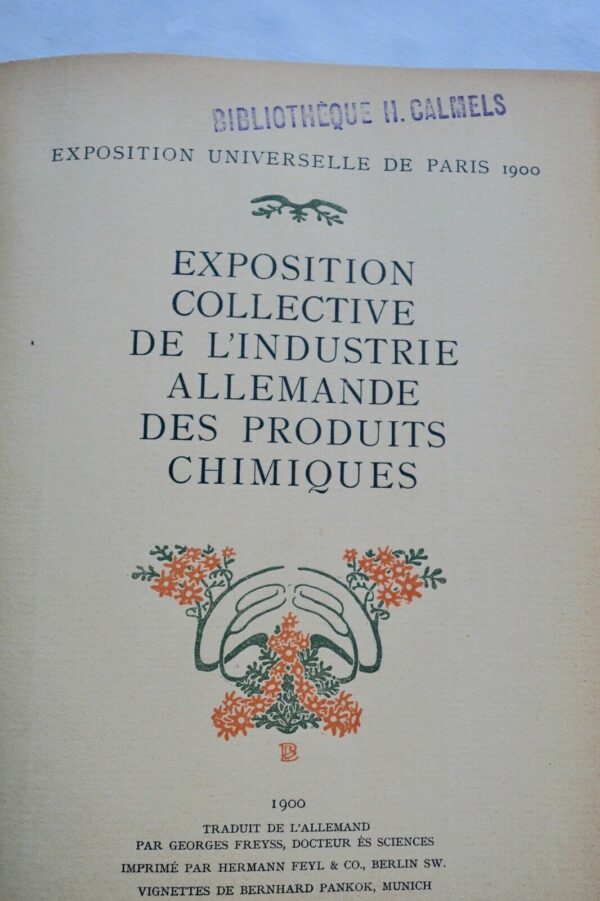 BIBLIOTHÈQUE H. CALMELS
EXPOSITION UNIVERSELLE DE PARIS 1900
EXPOSITION
COLLECTIVE
DE L'INDUSTRIE
ALLEMANDE
DES PRODUITS
CHIMIQUES
1900
TRADUIT DE L'ALLEMAND
PAR GEORGES FREYSS, DOCTEUR ÈS SCIENCES
IMPRIMÉ PAR HERMANN FEYL & CO., BERLIN SW.
VIGNETTES DE BERNHARD PANKOK, MUNICH